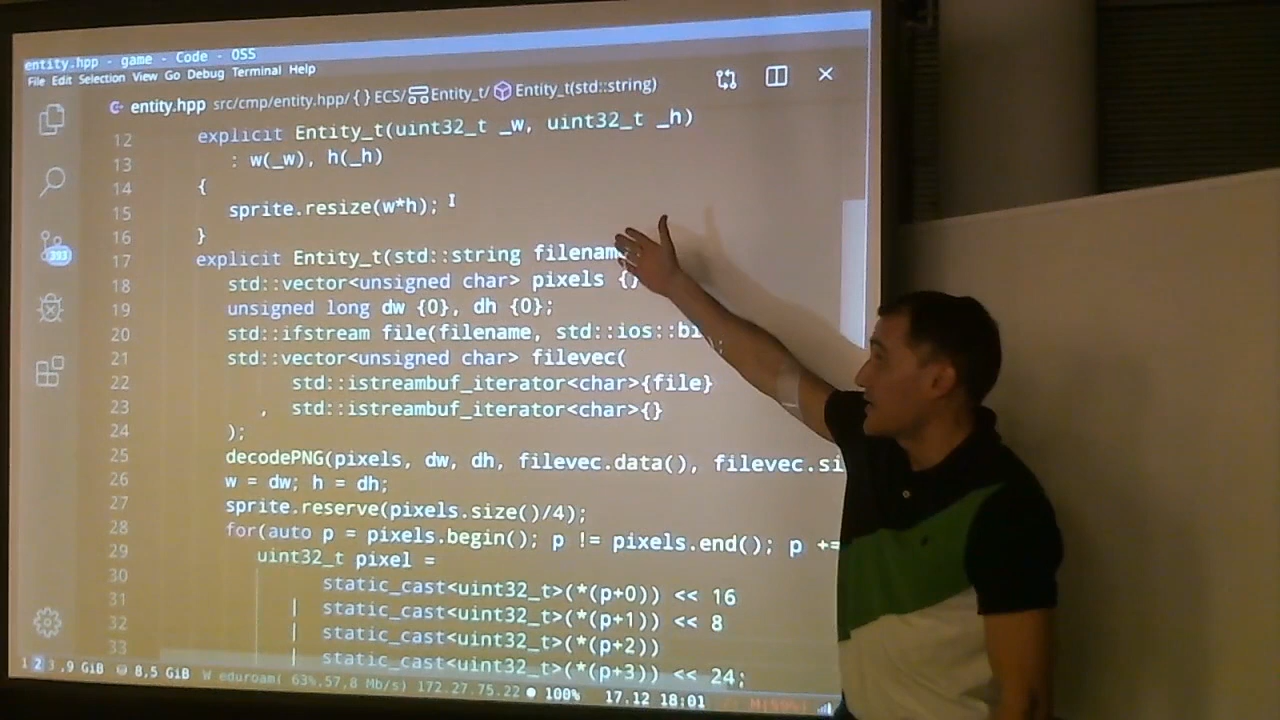 entity.hpp - game - Code - OSS
File Edit Selection View Go Debug Terminal Help
entity.hpp src/cmp/entity.hpp/ {} ECS/ Entity_t/ Entity_t(std::string)
12 explicit Entity_t(uint32_t _w, uint32_t _h)
13 : w(_w), h(_h)
14 {
15 sprite.resize(w*h);
16 }
17 explicit Entity_t(std::string filenam
18 std::vector<unsigned char> pixels {}
19 unsigned long dw {0}, dh {0};
20 std::ifstream file(filename, std::ios::bi );
21 std::vector<unsigned char> filevec(
22 std::istreambuf_iterator<char>{file}
23 , std::istreambuf_iterator<char>{}
24 );
25 decodePNG(pixels, dw, dh, filevec.data(), filevec.si
26 w = dw; h = dh;
27 sprite.reserve(pixels.size()/4);
28 for(auto p = pixels.begin(); p != pixels.end(); p +=
29 uint32_t pixel =
30 static_cast<uint32_t>(*(p+0)) << 16
31 | static_cast<uint32_t>(*(p+1)) << 8
32 | static_cast<uint32_t>(*(p+2))
33 | static_cast<uint32_t>(*(p+3)) << 24;
393
1 2 3 ,9 GiB 8,5 GiB W eduroam( 63%,57,8 Mb/s) 172.27.75.22 100% 17.12 18:01